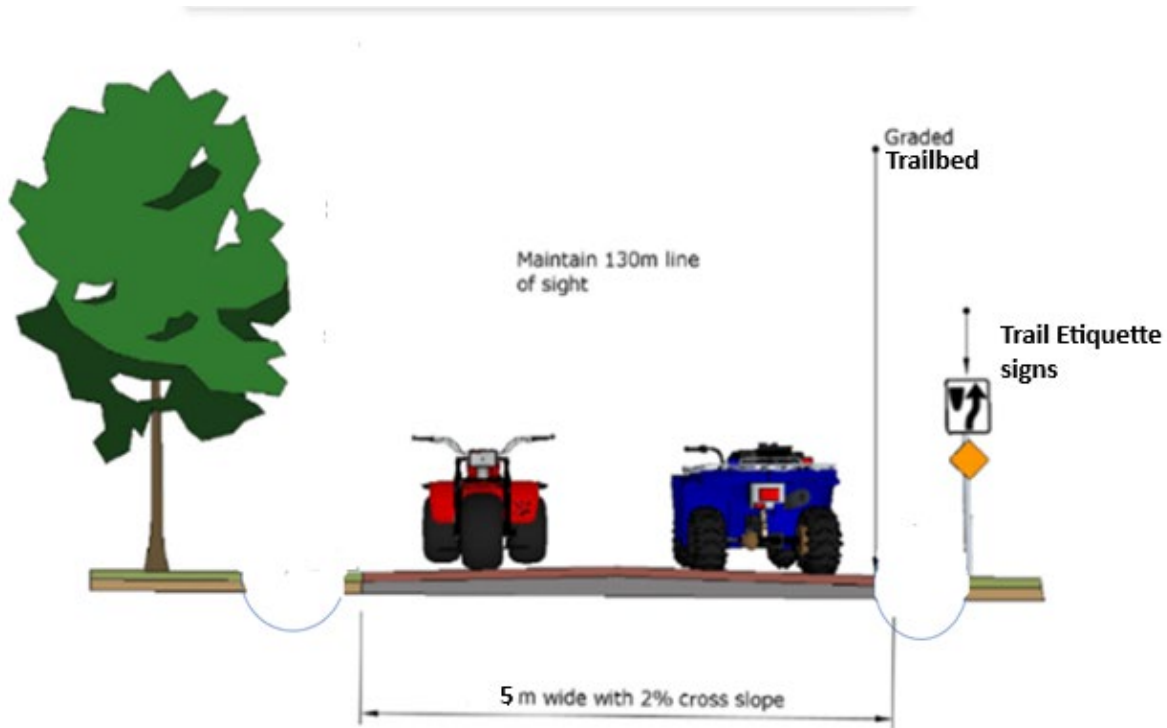 Graded
Trailbed
Maintain 130m line
of sight
Trail Etiquette
signs
5 m wide with 2% cross slope